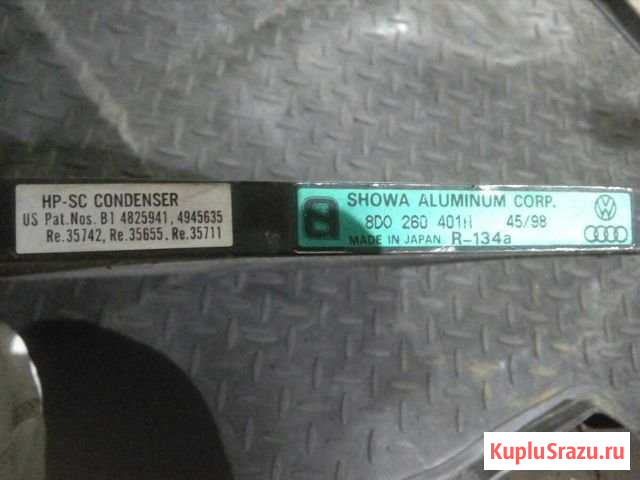 HP-SC CONDENSER
US Pat.Nos. B1 4825941, 4945635
Re.35742, Re.35655. Re.35711
SHOWA ALUMINUM CORP.
8D0 260 401H 45/98
MADE IN JAPAN R-134a
KupluSrazu.ru